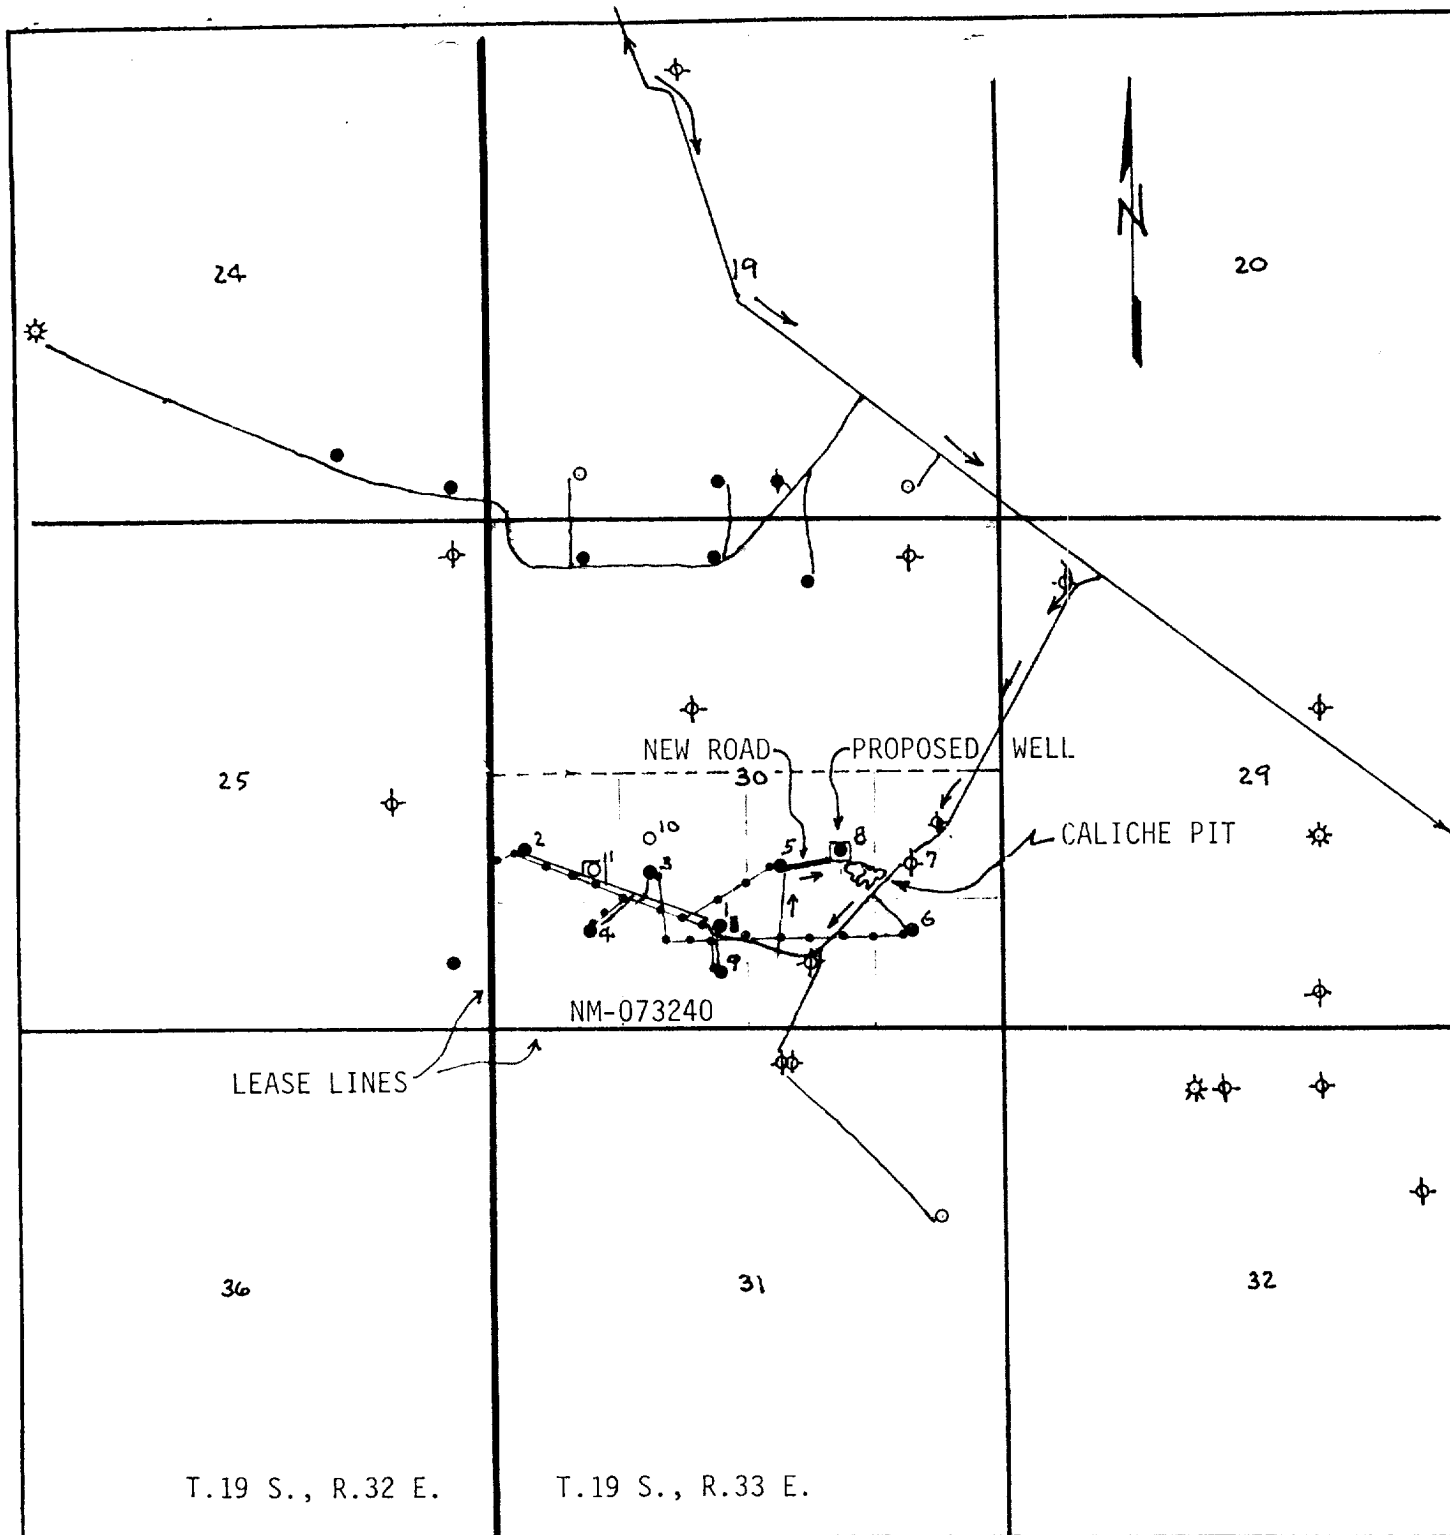 N
24
19
20
NEW ROAD
PROPOSED WELL
25
30
29
10
2
8
CALICHE PIT
11
3
5
7
4
1
6
9
NM-073240
LEASE LINES
36
31
32
T.19 S., R.32 E.
T.19 S., R.33 E.